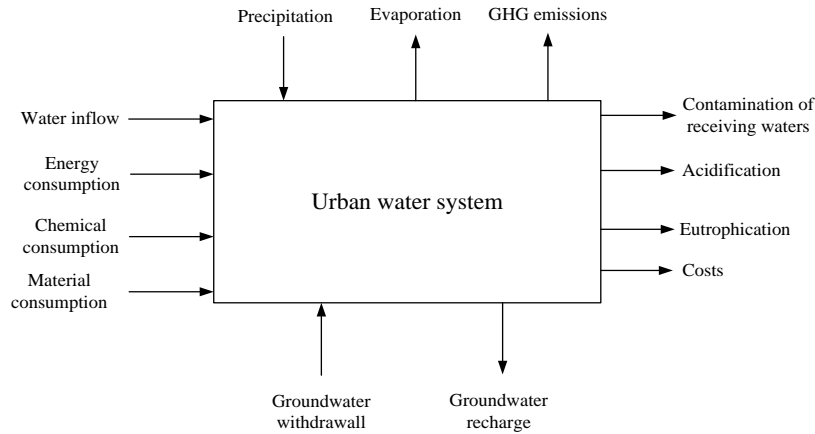 Precipitation
Evaporation
GHG emissions
Water inflow
Energy
consumption
Chemical
consumption
Material
consumption
Urban water system
Contamination of
receiving waters
Acidification
Eutrophication
Costs
Groundwater
withdrawall
Groundwater
recharge